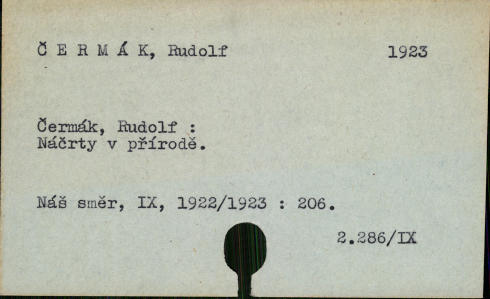 Č E R M Á K, Rudolf 1923
Čermák, Rudolf :
Náčrty v přírodě.
Náš směr, IX, 1922/1923 : 206.
2.286/IX